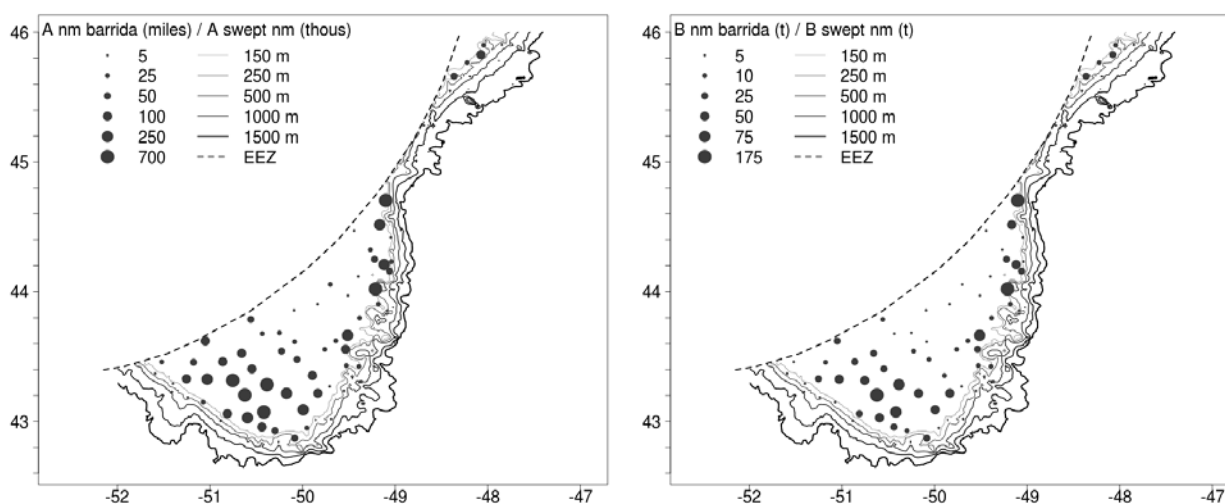 A nm barrida (miles) / A swept nm (thous)
5 150 m
25 250 m
50 500 m
100 1000 m
250 1500 m
700 EEZ
46
45
44
43
-52 -51 -50 -49 -48 -47
B nm barrida (t) / B swept nm (t)
5 150 m
10 250 m
25 500 m
50 1000 m
75 1500 m
175 EEZ
46
45
44
43
-52 -51 -50 -49 -48 -47